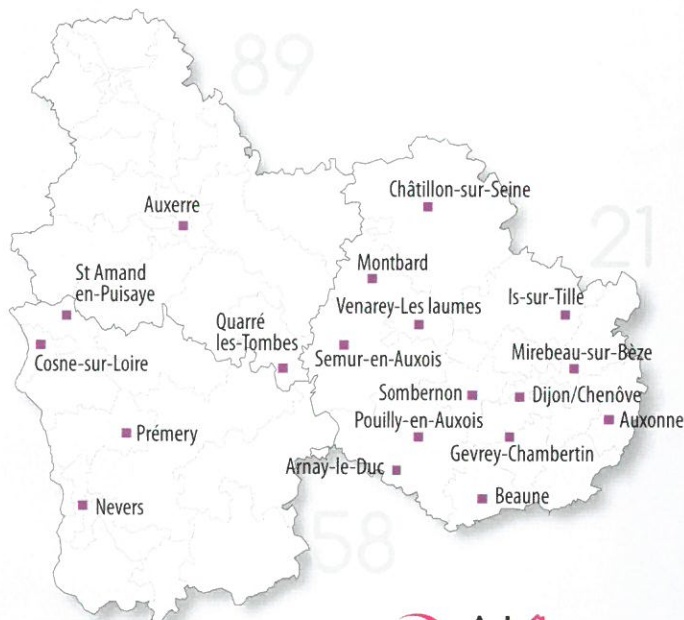 89
Châtillon-sur-Seine
Auxerre
21
Montbard
St Amand
en-Puisaye
Venarey-Les laumes
Is-sur-Tille
Quarré
les-Tombes
Cosne-sur-Loire
Semur-en-Auxois
Mirebeau-sur-Bèze
Sombernon
Dijon/Chenôve
Pouilly-en-Auxois
Auxonne
Prémery
Gevrey-Chambertin
Arnay-le-Duc
Beaune
Nevers
58